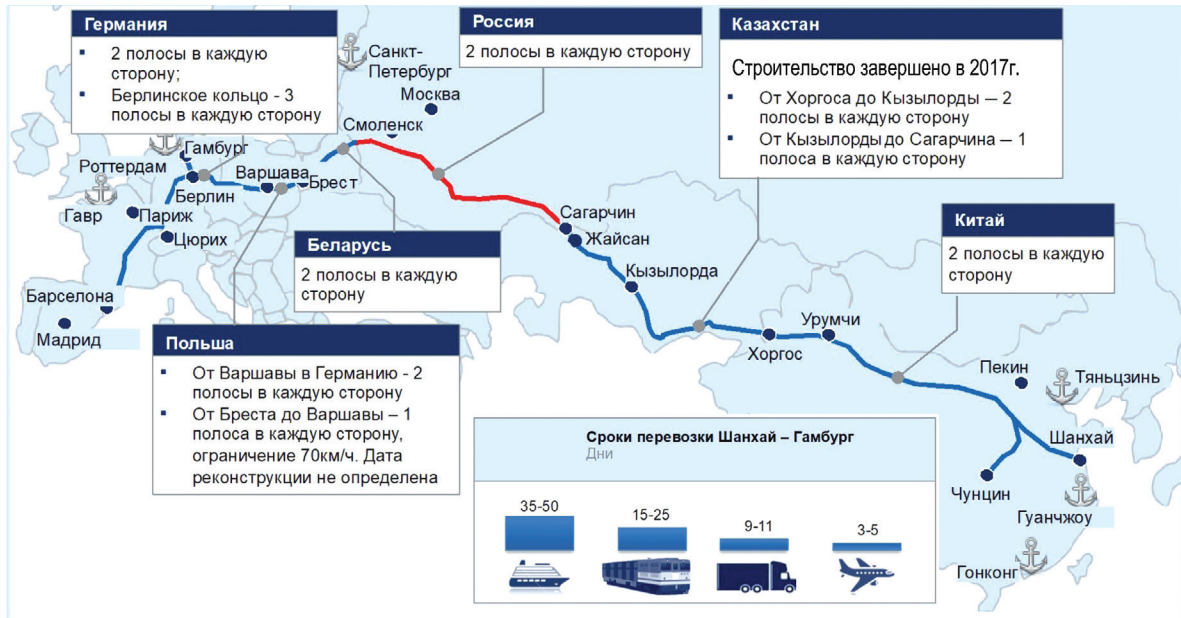 Германия
2 полосы в каждую
сторону;
Берлинское кольцо - 3
полосы в каждую сторону
Россия
2 полосы в каждую сторону
Казахстан
Строительство завершено в 2017г.
От Хоргоса до Кызылорды — 2
полосы в каждую сторону
От Кызылорды до Сагарчина — 1
полоса в каждую сторону
Санкт-
Петербург
Москва
Смоленск
Гамбург
Роттердам
Варшава
Брест
Берлин
Гавр
Париж
Цюрих
Барселона
Мадрид
Беларусь
2 полосы в каждую
сторону
Сагарчин
Жайсан
Кызылорда
Китай
2 полосы в каждую
сторону
Хоргос
Урумчи
Пекин
Тяньцзинь
Шанхай
Чунцин
Гуанчжоу
Гонконг
Польша
От Варшавы в Германию - 2
полосы в каждую сторону
От Бреста до Варшавы – 1
полоса в каждую сторону,
ограничение 70км/ч. Дата
реконструкции не определена
Сроки перевозки Шанхай – Гамбург
Дни
35-50
15-25
9-11
3-5